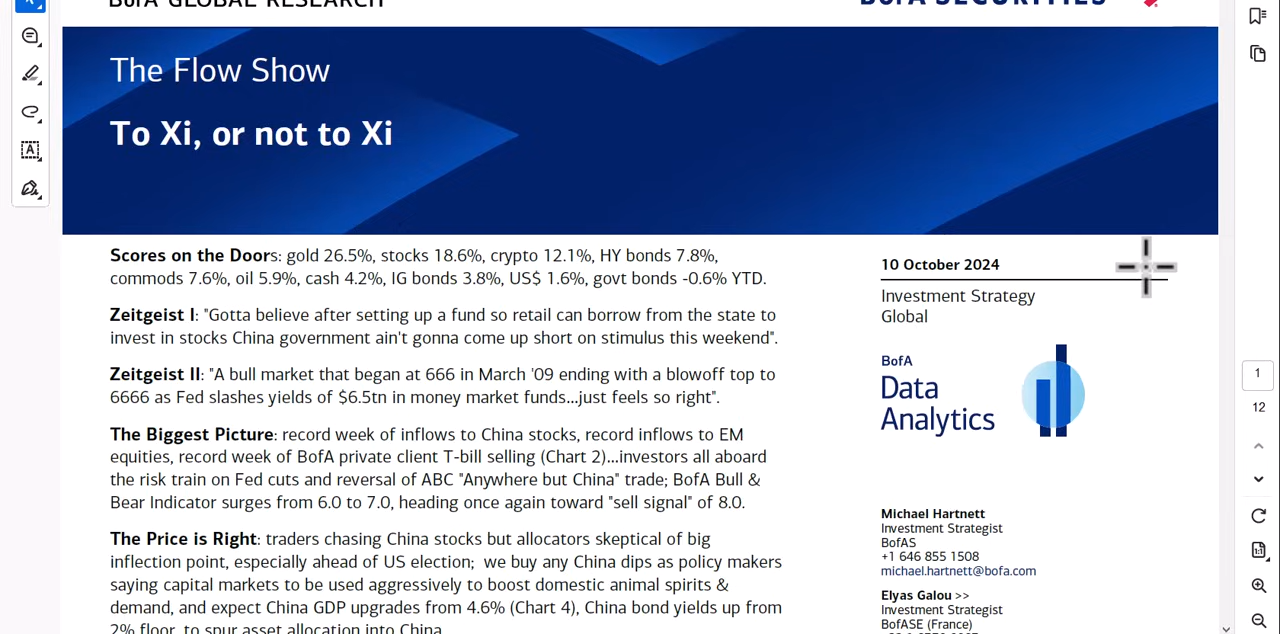 BofA GLOBAL RESEARCH
BofA SECURITIES
The Flow Show
To Xi, or not to Xi
Scores on the Doors: gold 26.5%, stocks 18.6%, crypto 12.1%, HY bonds 7.8%,
commods 7.6%, oil 5.9%, cash 4.2%, IG bonds 3.8%, US$ 1.6%, govt bonds -0.6% YTD.
Zeitgeist I: "Gotta believe after setting up a fund so retail can borrow from the state to
invest in stocks China government ain't gonna come up short on stimulus this weekend".
Zeitgeist II: "A bull market that began at 666 in March '09 ending with a blowoff top to
6666 as Fed slashes yields of $6.5tn in money market funds...just feels so right".
The Biggest Picture: record week of inflows to China stocks, record inflows to EM
equities, record week of BofA private client T-bill selling (Chart 2)...investors all aboard
the risk train on Fed cuts and reversal of ABC "Anywhere but China" trade; BofA Bull &
Bear Indicator surges from 6.0 to 7.0, heading once again toward "sell signal" of 8.0.
The Price is Right: traders chasing China stocks but allocators skeptical of big
inflection point, especially ahead of US election; we buy any China dips as policy makers
saying capital markets to be used aggressively to boost domestic animal spirits &
demand, and expect China GDP upgrades from 4.6% (Chart 4), China bond yields up from
2% floor, to spur asset allocation into China.
10 October 2024
Investment Strategy
Global
BofA
Data
Analytics
Michael Hartnett
Investment Strategist
BofAS
+1 646 855 1508
michael.hartnett@bofa.com
Elyas Galou >>
Investment Strategist
BofASE (France)
1
12